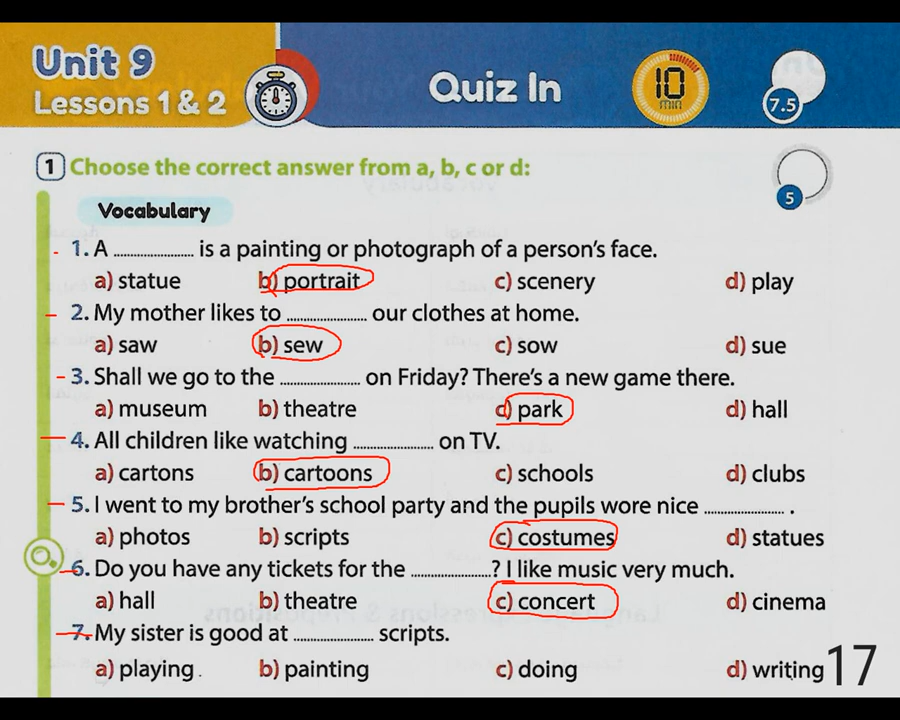 Unit 9
Lessons 1 & 2
Quiz In
10
min
7.5
1 Choose the correct answer from a, b, c or d:
5
Vocabulary
1. A .................... is a painting or photograph of a person's face.
a) statue b) portrait c) scenery d) play
2. My mother likes to .................... our clothes at home.
a) saw b) sew c) sow d) sue
3. Shall we go to the .................... on Friday? There's a new game there.
a) museum b) theatre c) park d) hall
4. All children like watching .................... on TV.
a) cartons b) cartoons c) schools d) clubs
5. I went to my brother's school party and the pupils wore nice .................... .
a) photos b) scripts c) costumes d) statues
6. Do you have any tickets for the ....................? I like music very much.
a) hall b) theatre c) concert d) cinema
7. My sister is good at .................... scripts.
a) playing b) painting c) doing d) writing
17